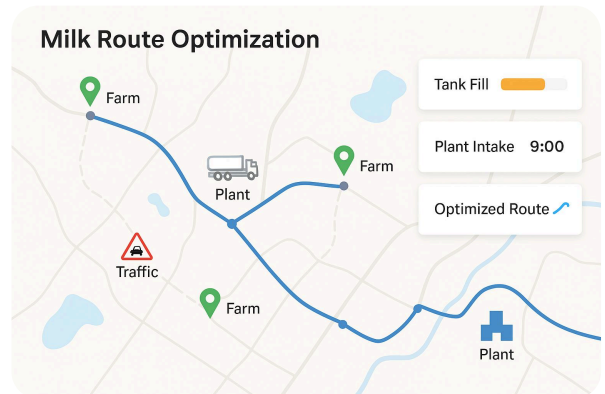 Milk Route Optimization
Farm
Tank Fill
Plant Intake 9:00
Farm
Plant
Optimized Route
Traffic
Farm
Plant